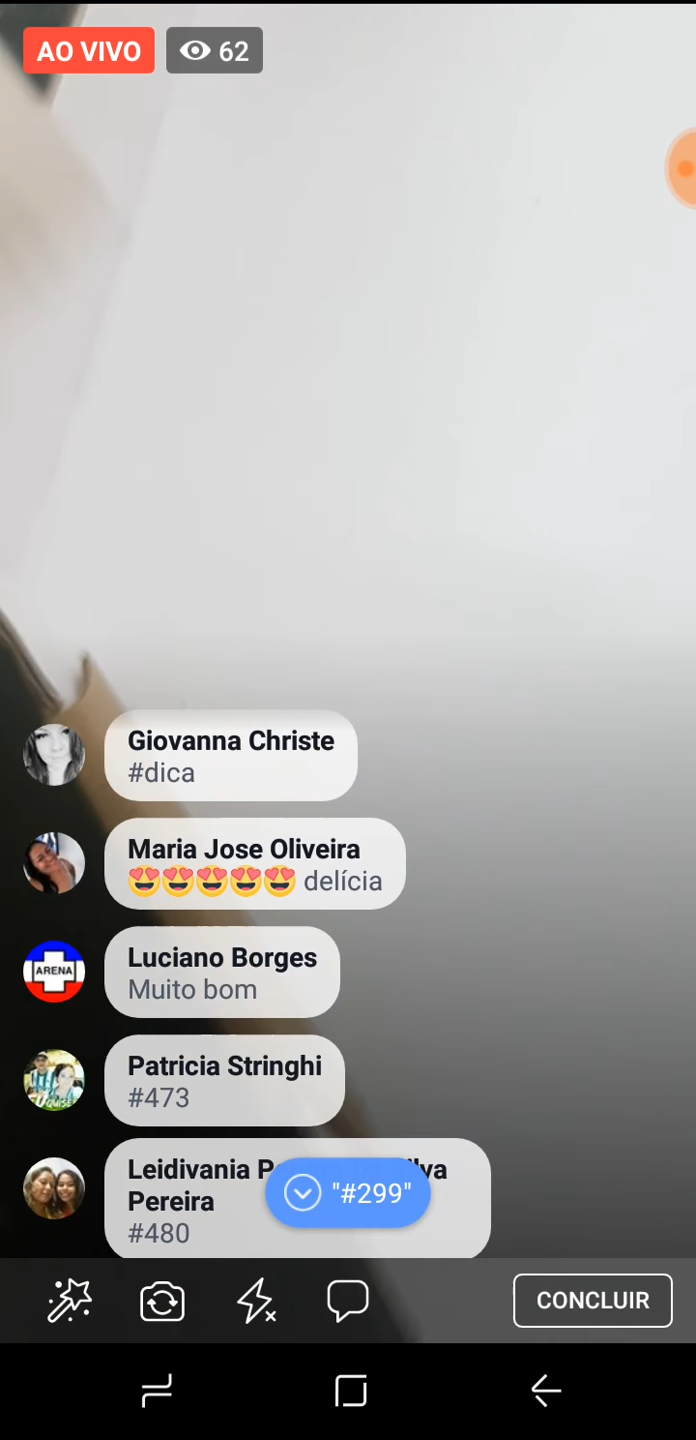 AO VIVO 62
Giovanna Christe
#dica
Maria Jose Oliveira
😍😍😍😍😍 delícia
ARENA
Luciano Borges
Muito bom
Patricia Stringhi
#473
Leidivania
Pereira
"#299"
#480
CONCLUIR